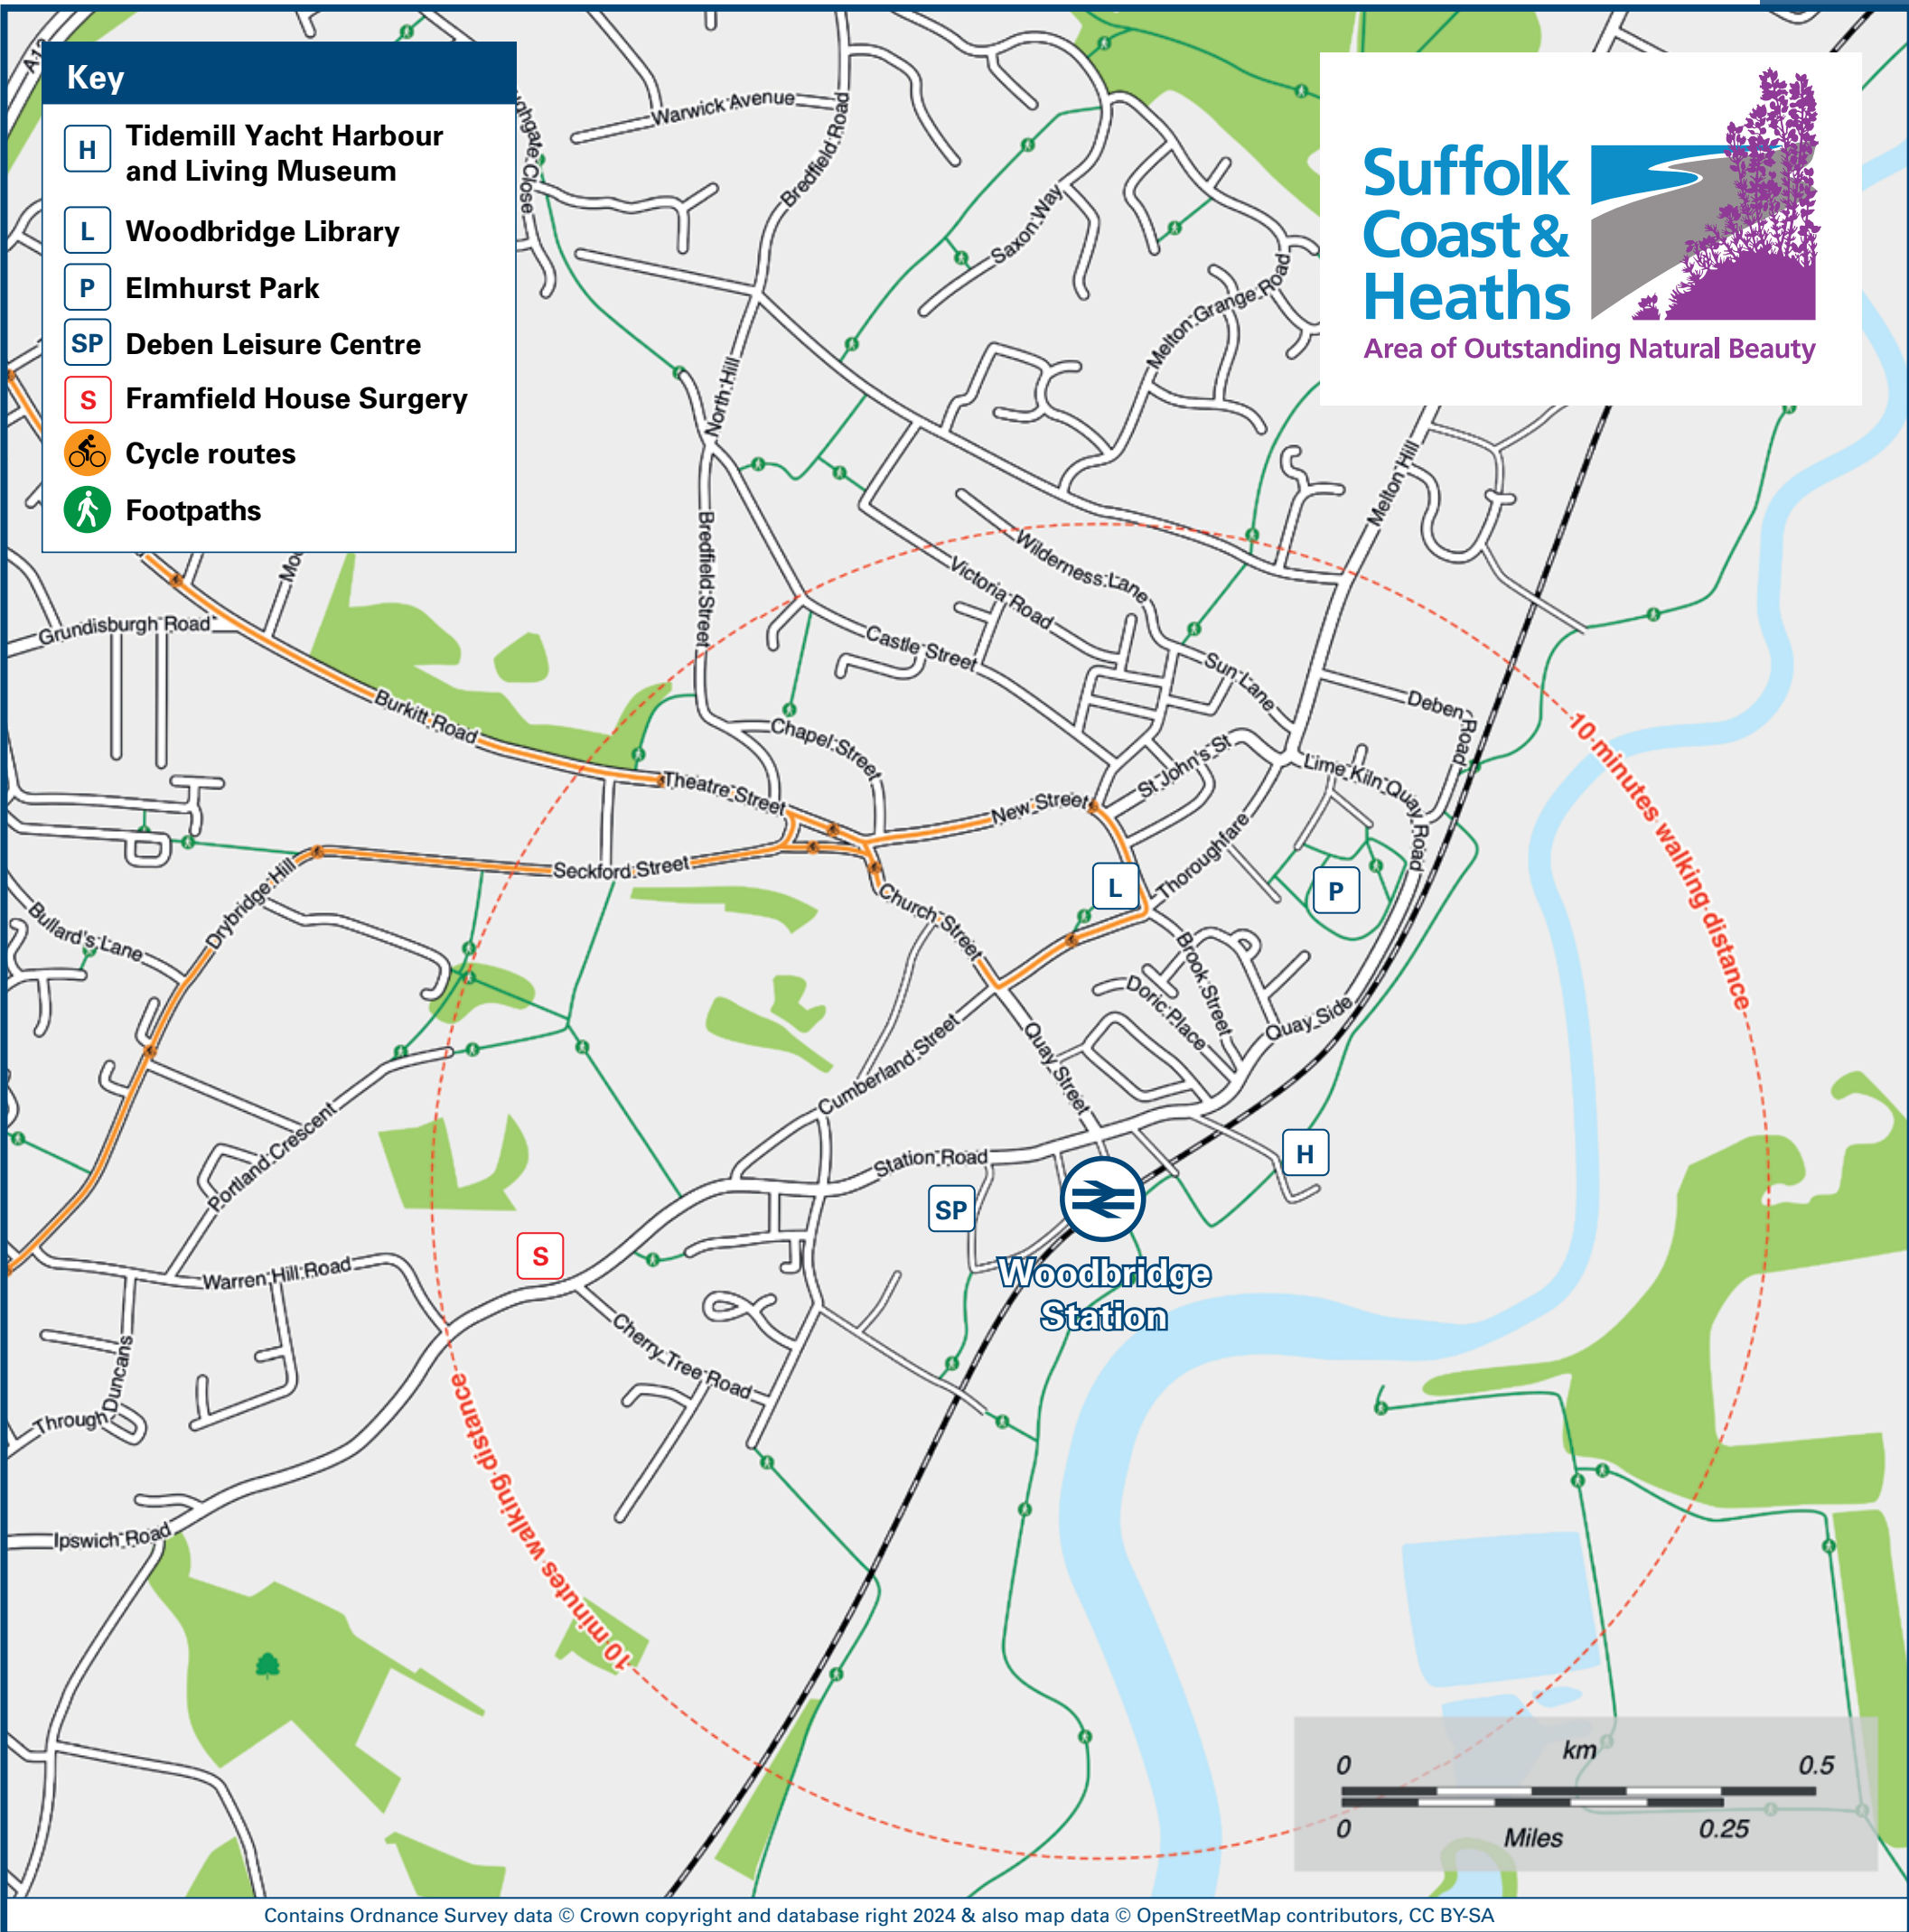 Key
H
Tidemill Yacht Harbour
and Living Museum
L
Woodbridge Library
P
Elmhurst Park
SP
Deben Leisure Centre
S
Framfield House Surgery
Cycle routes
Footpaths
Suffolk
Coast &
Heaths
Area of Outstanding Natural Beauty
Warwick Avenue
Bredfield Road
Close
Saxon Way
Melton Grange Road
North Hill
Melton Hill
Bredfield Street
Wilderness Lane
Victoria Road
Castle Street
Sun Lane
Deben Road
Grundisburgh Road
Burkitt Road
Theatre Street
Chapel Street
New Street
St John's St
Lime Kiln Quay Road
Thoroughfare
Seckford Street
Drybridge Hill
Bullard's Lane
Church Street
L
P
Brook Street
Doric Place
Quay Side
Quay Street
Cumberland Street
Station Road
H
SP
S
Portland Crescent
Warren Hill Road
Woodbridge
Station
Cherry Tree Road
Through Duncans
Ipswich Road
10 minutes walking distance
10 minutes walking distance
0 km 0.5
0 Miles 0.25
Contains Ordnance Survey data © Crown copyright and database right 2024 & also map data © OpenStreetMap contributors, CC BY-SA